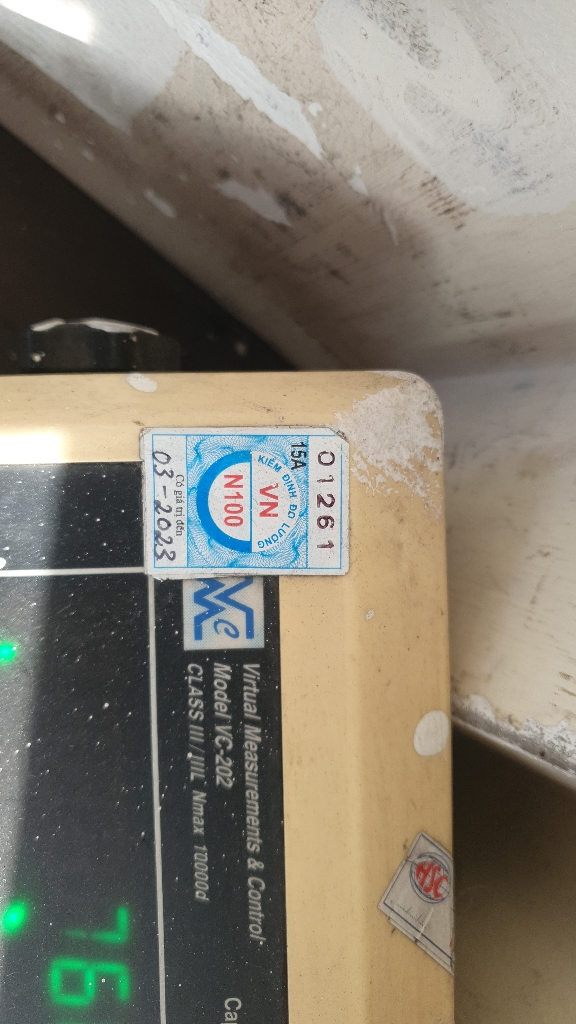 15A
01261
KIỂM ĐỊNH ĐO LƯỜNG
VN
N100
Có giá trị đến
03-2023
Virtual Measurements & Control
Model VC-202
CLASS III / IIIL Nmax 10000d
HSC